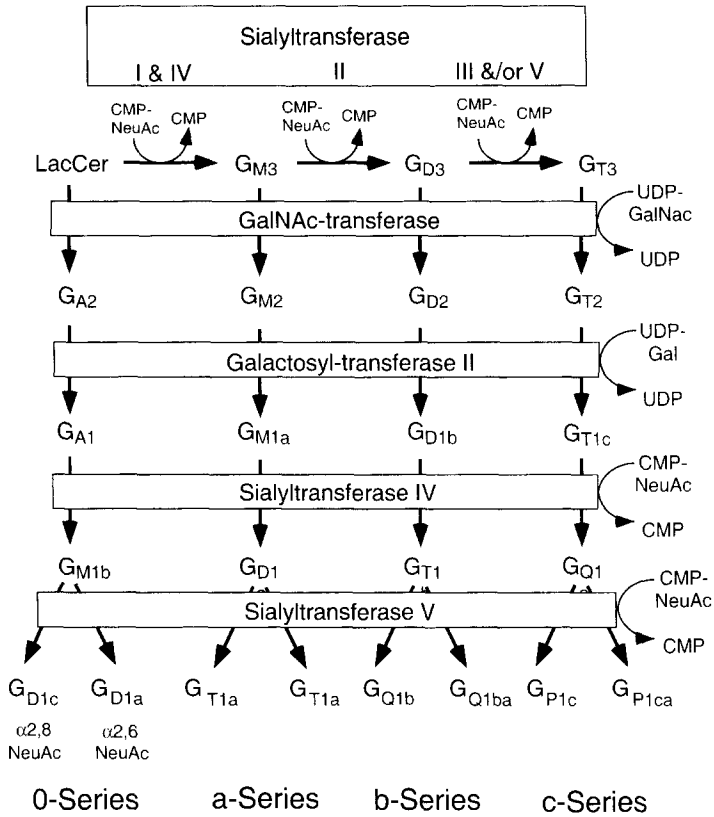 Sialyltransferase
I & IV II III &/or V
CMP-
NeuAc
CMP
CMP-
NeuAc
CMP
CMP-
NeuAc
CMP
LacCer GM3 GD3 GT3
UDP-
GalNac
GalNAc-transferase
UDP
GA2 GM2 GD2 GT2
UDP-
Gal
Galactosyl-transferase II
UDP
GA1 GM1a GD1b GT1c
CMP-
NeuAc
Sialyltransferase IV
CMP
GM1b GD1 GT1 GQ1
CMP-
NeuAc
Sialyltransferase V
CMP
GD1c GD1a GT1a GT1a GQ1b GQ1ba GP1c GP1ca
α2,8
NeuAc
α2,6
NeuAc
0-Series a-Series b-Series c-Series